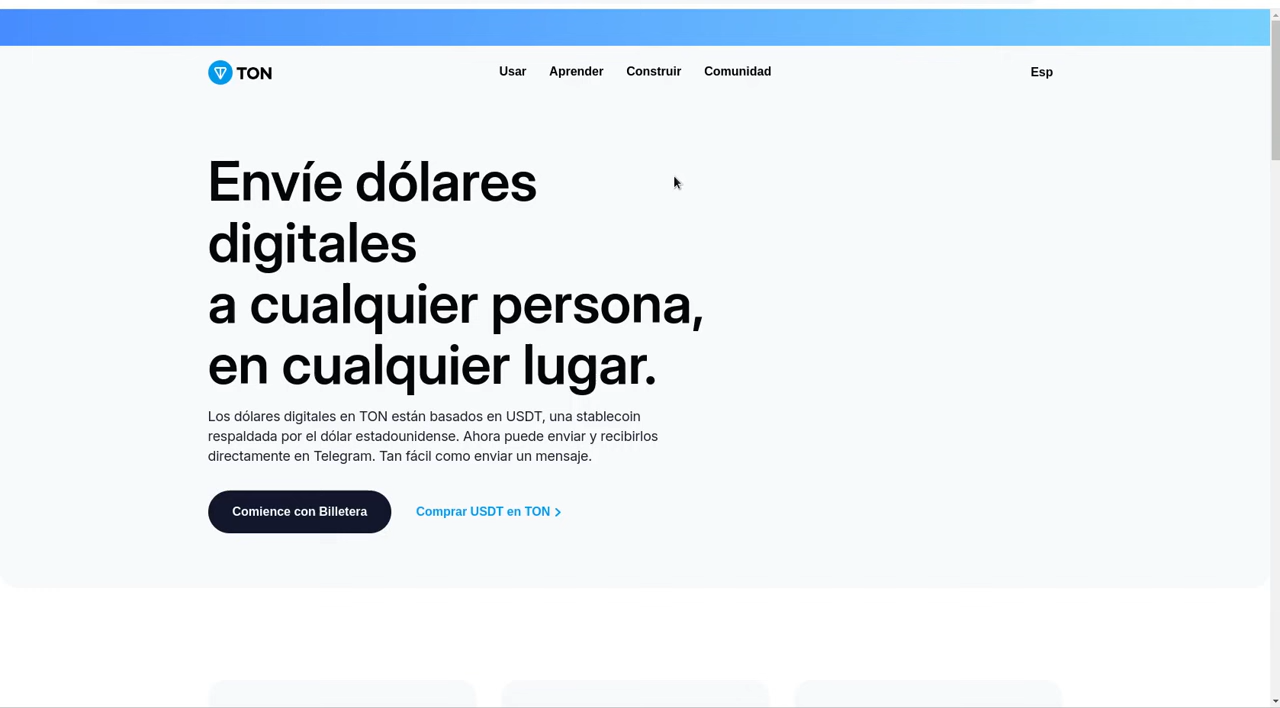 TON
Usar Aprender Construir Comunidad
Esp
Envíe dólares
digitales
a cualquier persona,
en cualquier lugar.
Los dólares digitales en TON están basados en USDT, una stablecoin
respaldada por el dólar estadounidense. Ahora puede enviar y recibirlos
directamente en Telegram. Tan fácil como enviar un mensaje.
Comience con Billetera
Comprar USDT en TON